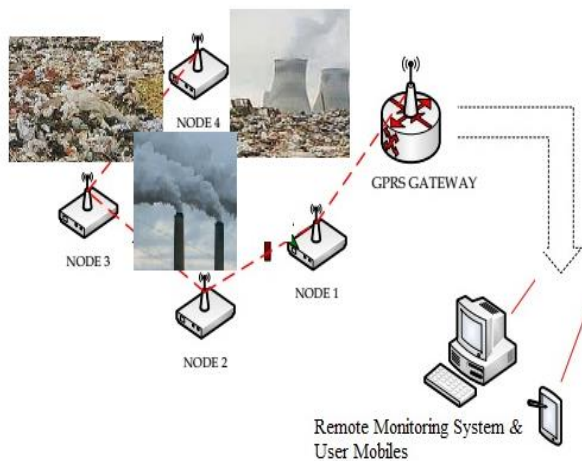 NODE 4
GPRS GATEWAY
NODE 3
NODE 1
NODE 2
Remote Monitoring System &
User Mobiles